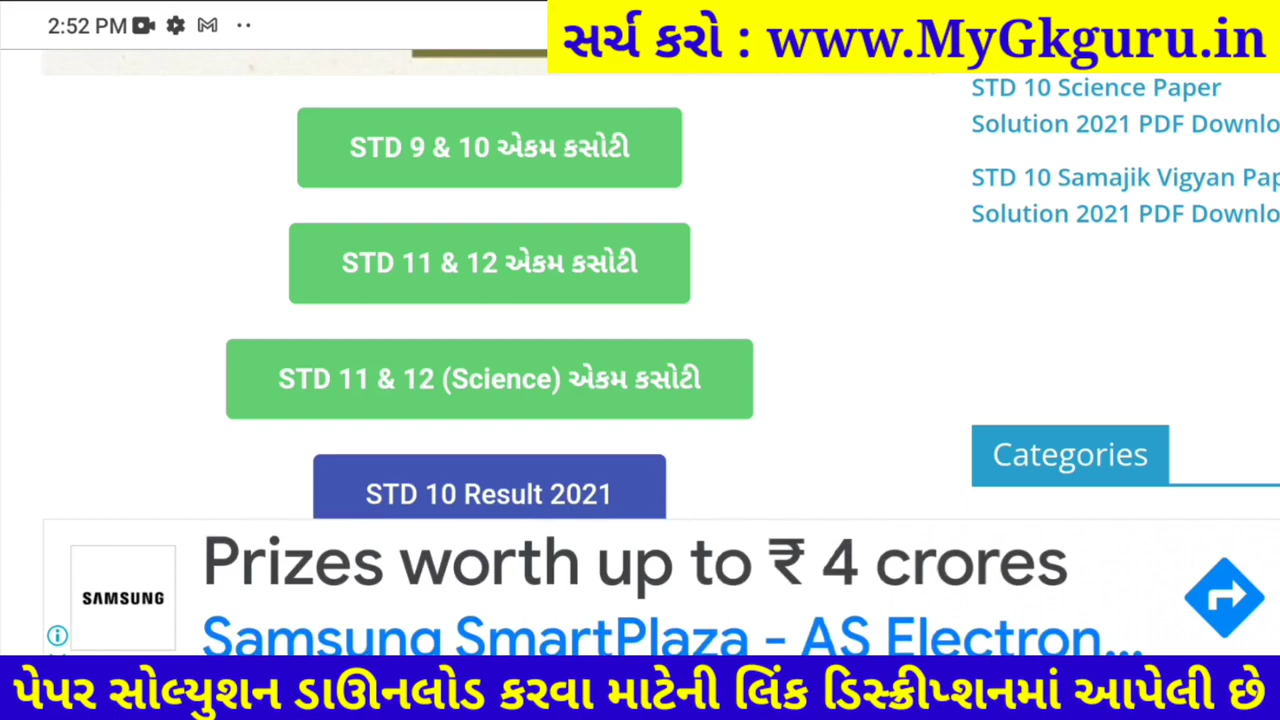 2:52 PM
સર્ચ કરો : www.MyGkguru.in
STD 10 Science Paper
Solution 2021 PDF Downlo
STD 9 & 10 એકમ કસોટી
STD 10 Samajik Vigyan Pap
Solution 2021 PDF Downlo
STD 11 & 12 એકમ કસોટી
STD 11 & 12 (Science) એકમ કસોટી
Categories
STD 10 Result 2021
Prizes worth up to ₹ 4 crores
SAMSUNG
Samsung SmartPlaza - AS Electron...
પેપર સોલ્યુશન ડાઊનલોડ કરવા માટેની લિંક ડિસ્ક્રીપ્શનમાં આપેલી છે